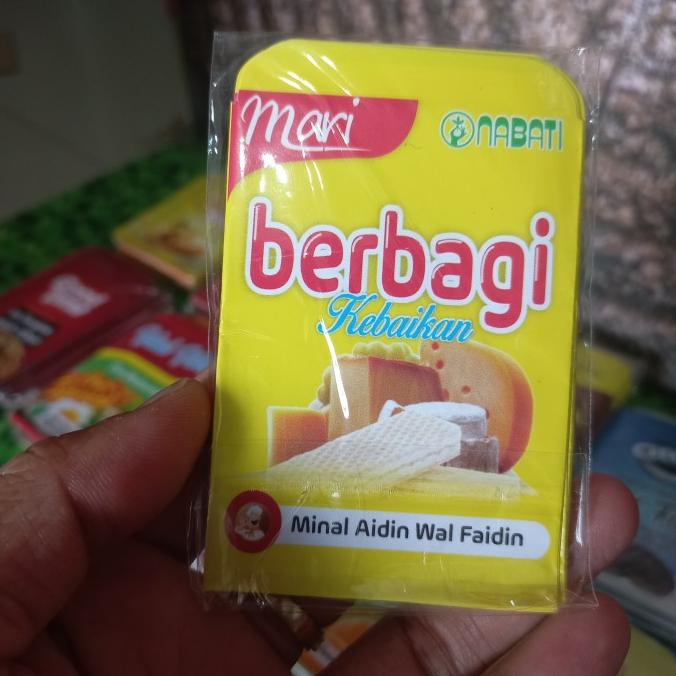 Mari
NABATI
berbagi
Kebaikan
Minal Aidin Wal Faidin